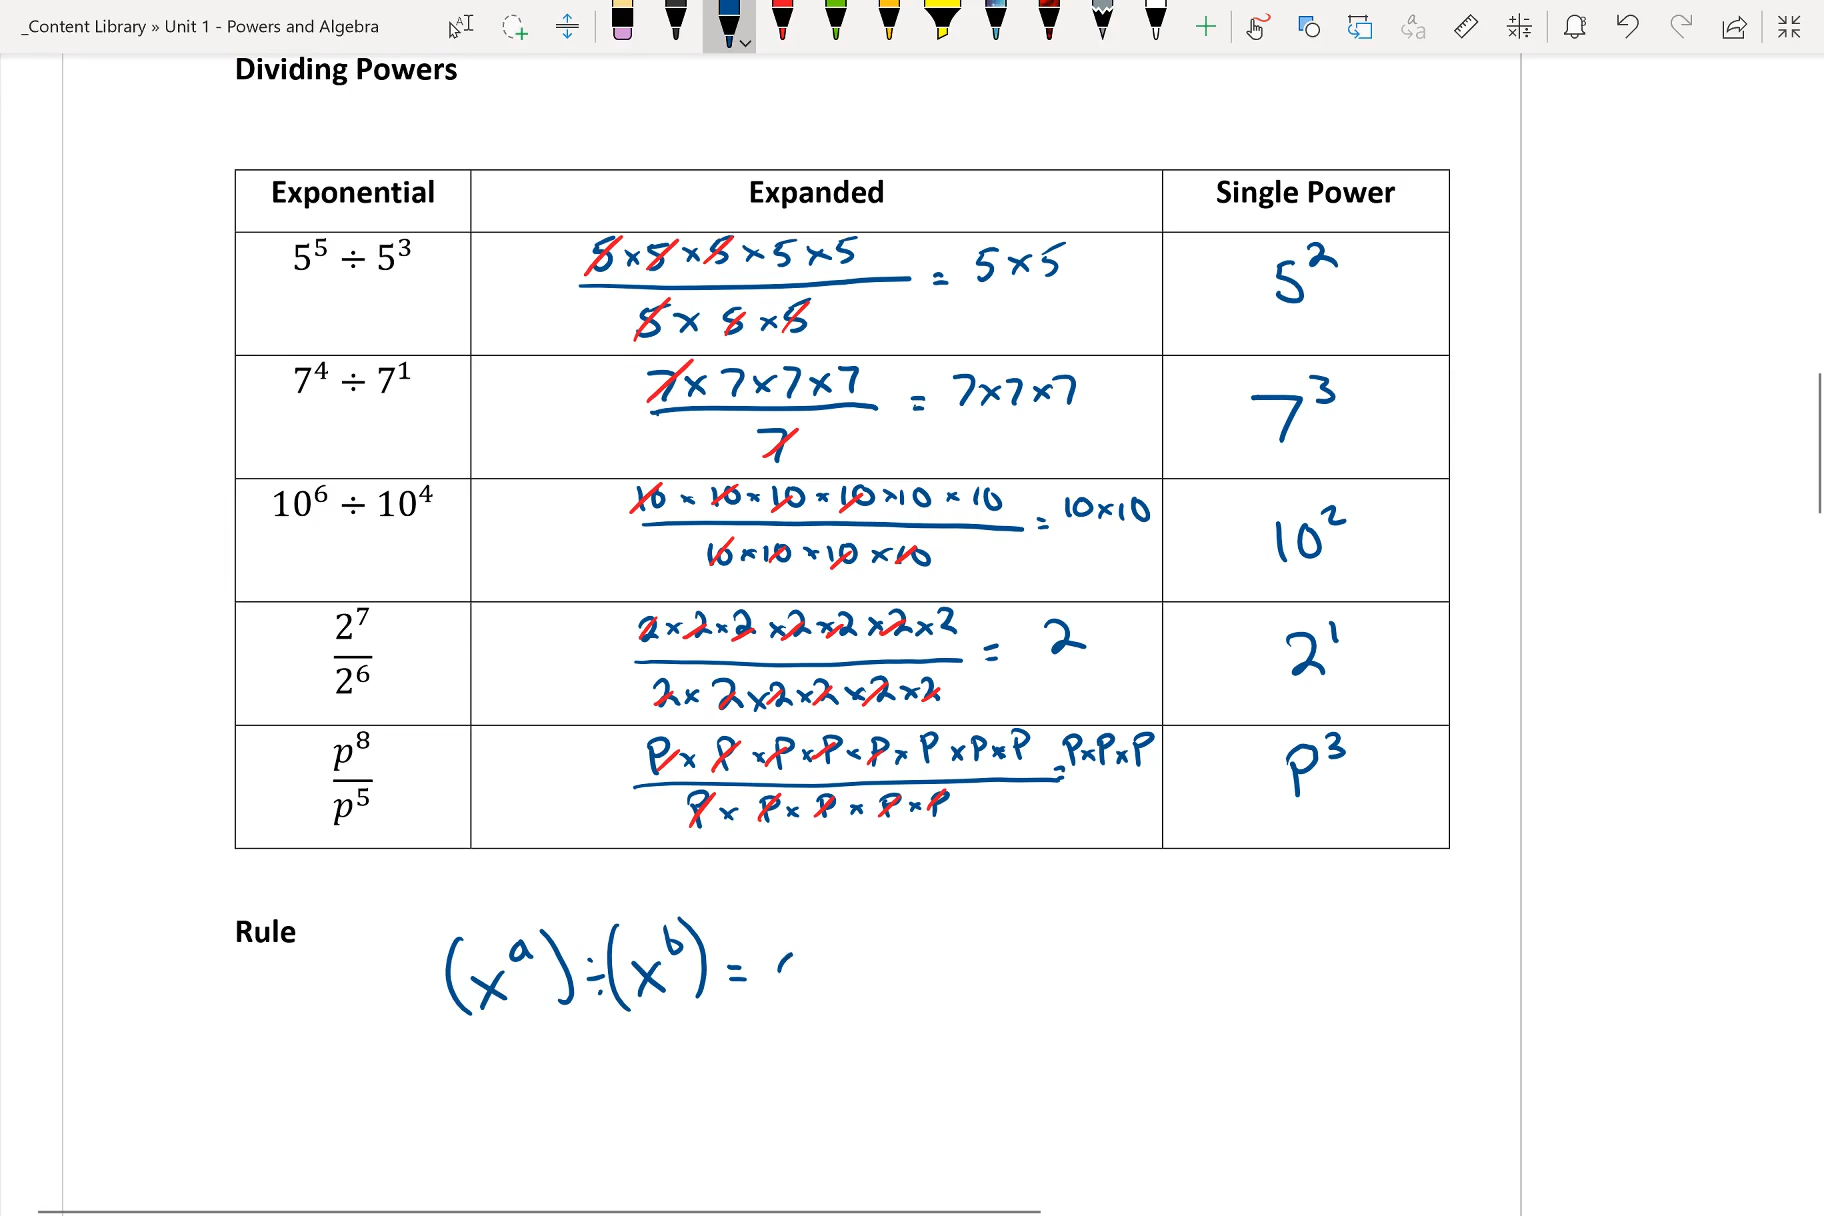 _Content Library » Unit 1 - Powers and Algebra
Dividing Powers
Exponential Expanded Single Power
5⁵ ÷ 5³ (5×5×5×5×5)/(5×5×5) = 5×5 5²
7⁴ ÷ 7¹ (7×7×7×7)/7 = 7×7×7 7³
10⁶ ÷ 10⁴ (10×10×10×10×10×10)/(10×10×10×10) = 10×10 10²
2⁷/2⁶ (2×2×2×2×2×2×2)/(2×2×2×2×2×2) = 2 2¹
p⁸/p⁵ (P×P×P×P×P×P×P×P)/(P×P×P×P×P) = P×P×P P³
Rule (xᵃ)÷(xᵇ) =